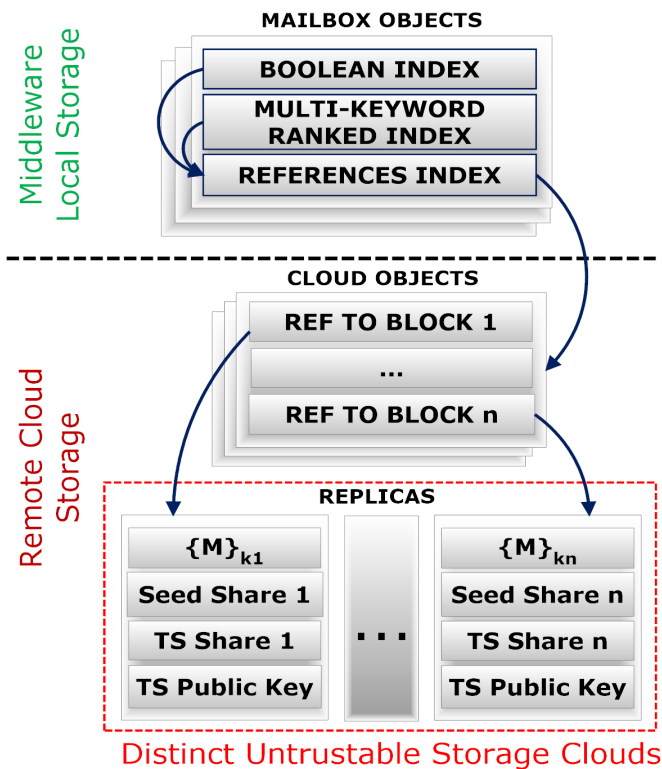 MAILBOX OBJECTS
Middleware
Local Storage
BOOLEAN INDEX
MULTI-KEYWORD
RANKED INDEX
REFERENCES INDEX
CLOUD OBJECTS
Remote Cloud
Storage
REF TO BLOCK 1
...
REF TO BLOCK n
REPLICAS
{M}k1
Seed Share 1
TS Share 1
TS Public Key
...
{M}kn
Seed Share n
TS Share n
TS Public Key
Distinct Untrustable Storage Clouds